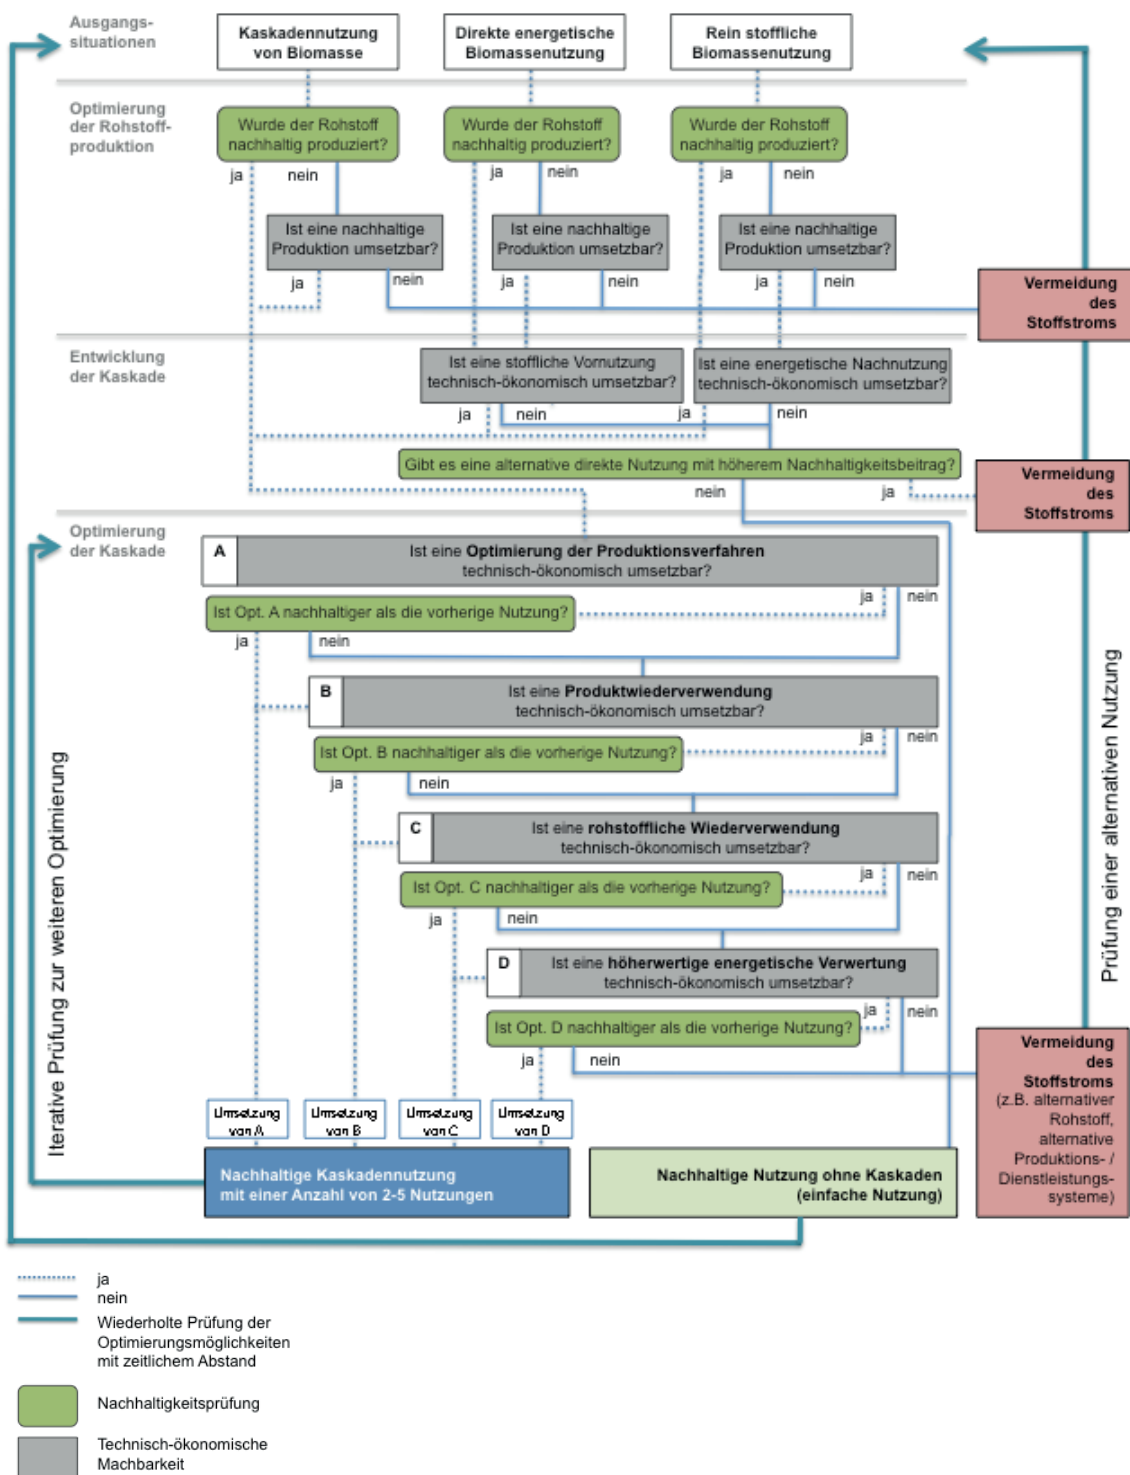 Ausgangs-
situationen
Kaskadennutzung
von Biomasse
Direkte energetische
Biomassenutzung
Rein stoffliche
Biomassenutzung
Optimierung
der Rohstoff-
produktion
Wurde der Rohstoff
nachhaltig produziert?
Wurde der Rohstoff
nachhaltig produziert?
Wurde der Rohstoff
nachhaltig produziert?
ja
nein
ja
nein
ja
nein
Ist eine nachhaltige
Produktion umsetzbar?
Ist eine nachhaltige
Produktion umsetzbar?
Ist eine nachhaltige
Produktion umsetzbar?
ja
nein
ja
nein
ja
nein
Vermeidung
des
Stoffstroms
Entwicklung
der Kaskade
Ist eine stoffliche Vornutzung
technisch-ökonomisch umsetzbar?
Ist eine energetische Nachnutzung
technisch-ökonomisch umsetzbar?
ja
nein
ja
nein
Gibt es eine alternative direkte Nutzung mit höherem Nachhaltigkeitsbeitrag?
nein
ja
Vermeidung
des
Stoffstroms
Optimierung
der Kaskade
A
Ist eine Optimierung der Produktionsverfahren
technisch-ökonomisch umsetzbar?
ja
nein
Ist Opt. A nachhaltiger als die vorherige Nutzung?
ja
nein
B
Ist eine Produktwiederverwendung
technisch-ökonomisch umsetzbar?
ja
nein
Ist Opt. B nachhaltiger als die vorherige Nutzung?
ja
nein
C
Ist eine rohstoffliche Wiederverwendung
technisch-ökonomisch umsetzbar?
ja
nein
Ist Opt. C nachhaltiger als die vorherige Nutzung?
ja
nein
D
Ist eine höherwertige energetische Verwertung
technisch-ökonomisch umsetzbar?
ja
nein
Ist Opt. D nachhaltiger als die vorherige Nutzung?
ja
nein
Vermeidung
des
Stoffstroms
(z.B. alternativer
Rohstoff,
alternative
Produktions- /
Dienstleistungs-
systeme)
Umsetzung
von A
Umsetzung
von B
Umsetzung
von C
Umsetzung
von D
Nachhaltige Kaskadennutzung
mit einer Anzahl von 2-5 Nutzungen
Nachhaltige Nutzung ohne Kaskaden
(einfache Nutzung)
Iterative Prüfung zur weiteren Optimierung
Prüfung einer alternativen Nutzung
ja
nein
Wiederholte Prüfung der
Optimierungsmöglichkeiten
mit zeitlichem Abstand
Nachhaltigkeitsprüfung
Technisch-ökonomische
Machbarkeit